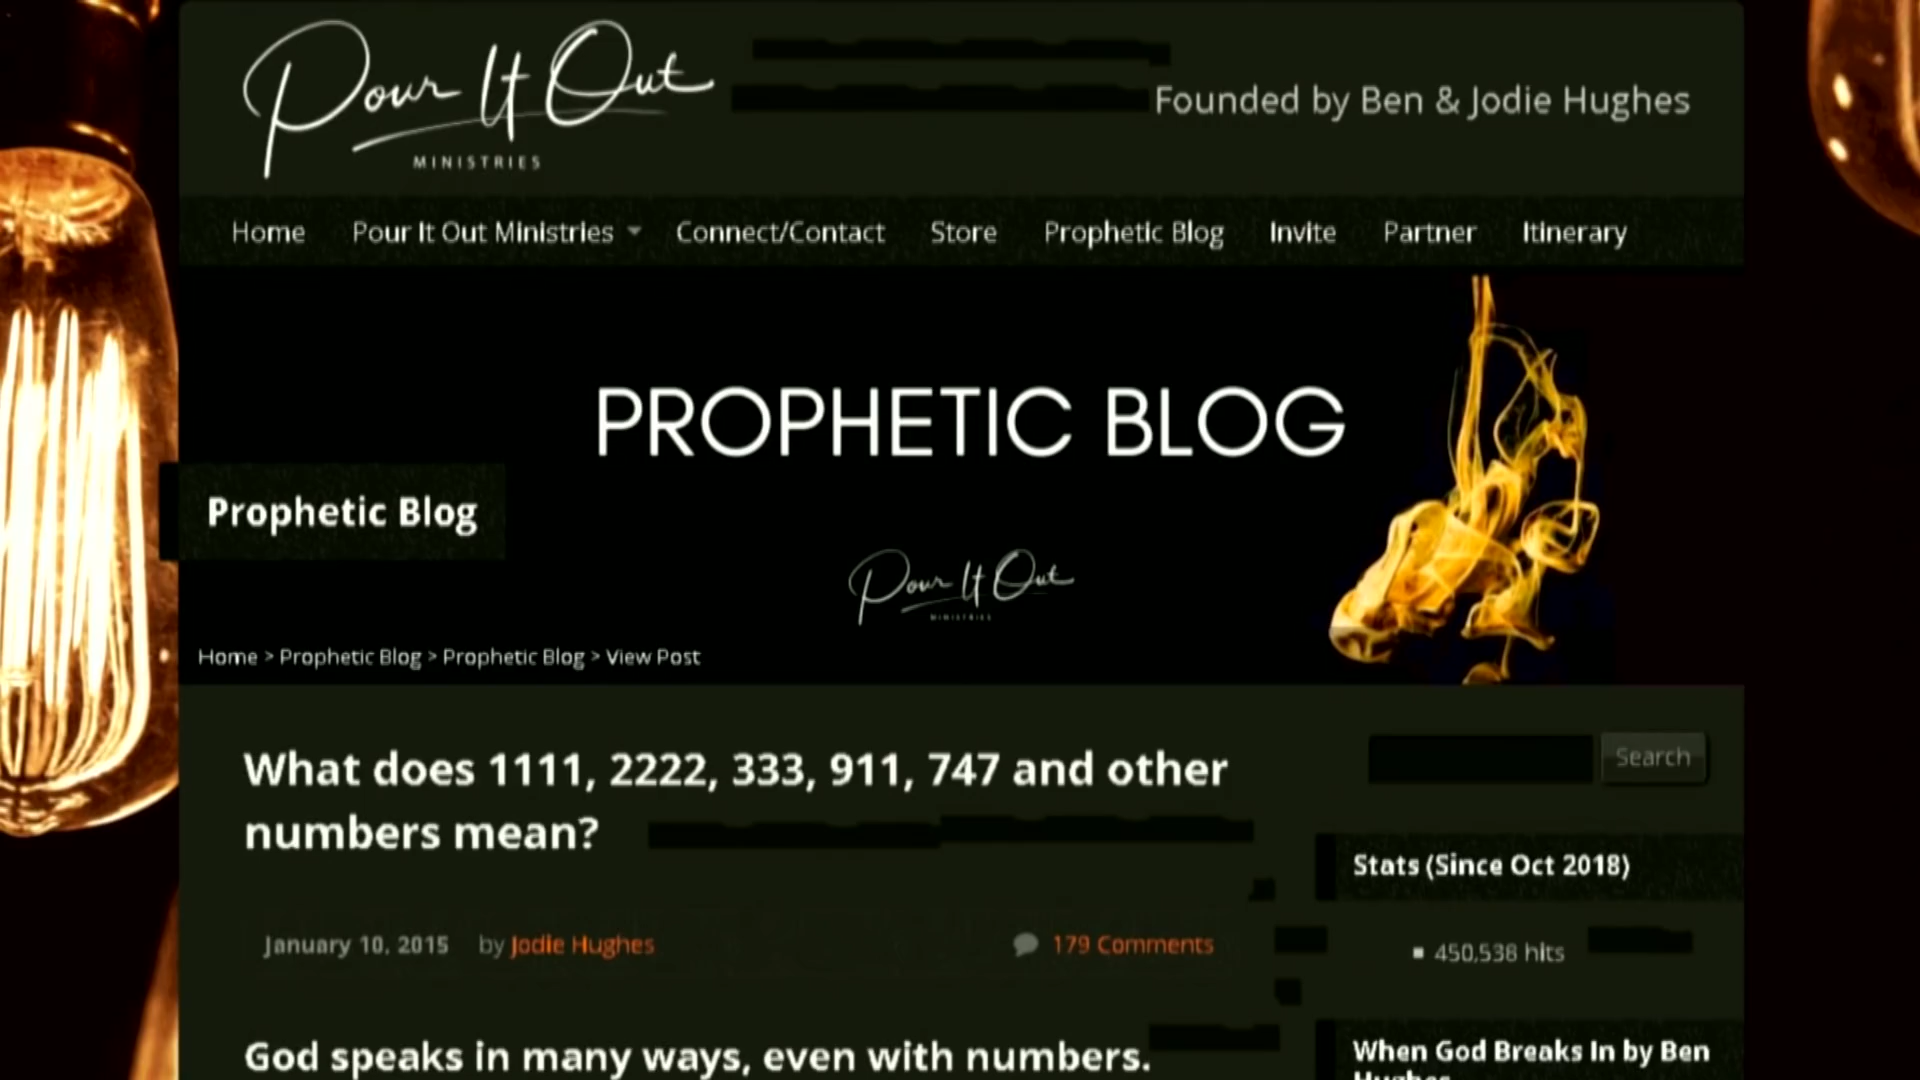 Pour It Out
MINISTRIES
Founded by Ben & Jodie Hughes
Home Pour It Out Ministries Connect/Contact Store Prophetic Blog Invite Partner Itinerary
PROPHETIC BLOG
Prophetic Blog
Pour It Out
MINISTRIES
Home > Prophetic Blog > Prophetic Blog > View Post
What does 1111, 2222, 333, 911, 747 and other
numbers mean?
Search
Stats (Since Oct 2018)
January 10, 2015 by Jodie Hughes 179 Comments
450,538 hits
God speaks in many ways, even with numbers.
When God Breaks In by Ben
Hughes